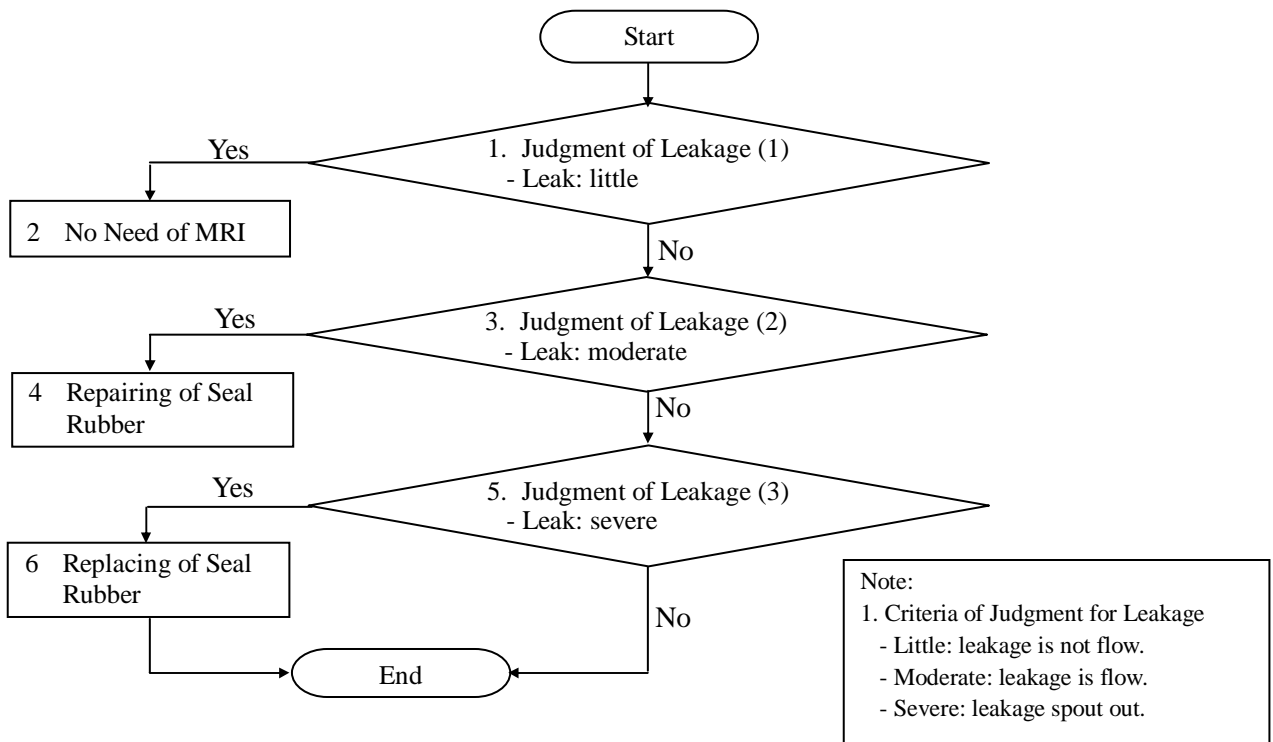 Start
1. Judgment of Leakage (1)
- Leak: little
Yes
2 No Need of MRI
No
3. Judgment of Leakage (2)
- Leak: moderate
Yes
4 Repairing of Seal
Rubber
No
5. Judgment of Leakage (3)
- Leak: severe
Yes
6 Replacing of Seal
Rubber
No
End
Note:
1. Criteria of Judgment for Leakage
- Little: leakage is not flow.
- Moderate: leakage is flow.
- Severe: leakage spout out.